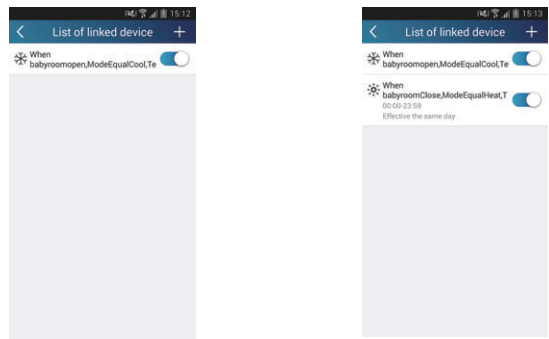 15:12
List of linked device
When
babyroomopen,ModeEqualCool,Te
15:13
List of linked device
When
babyroomopen,ModeEqualCool,Te
When
babyroomClose,ModeEqualHeat,T
00:00-23:59
Effective the same day